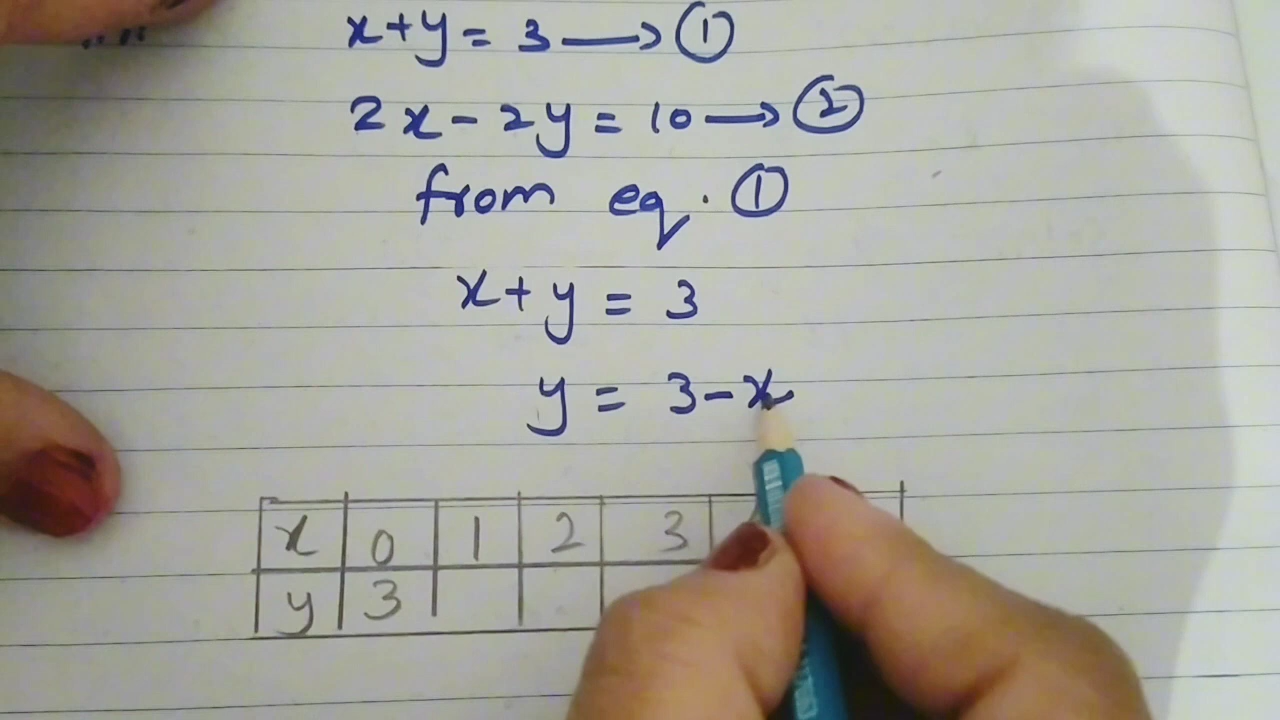 x+y = 3 → ①
2x - 2y = 10 → ②
from eq. ①
x + y = 3
y = 3-x
x 0 1 2 3
y 3